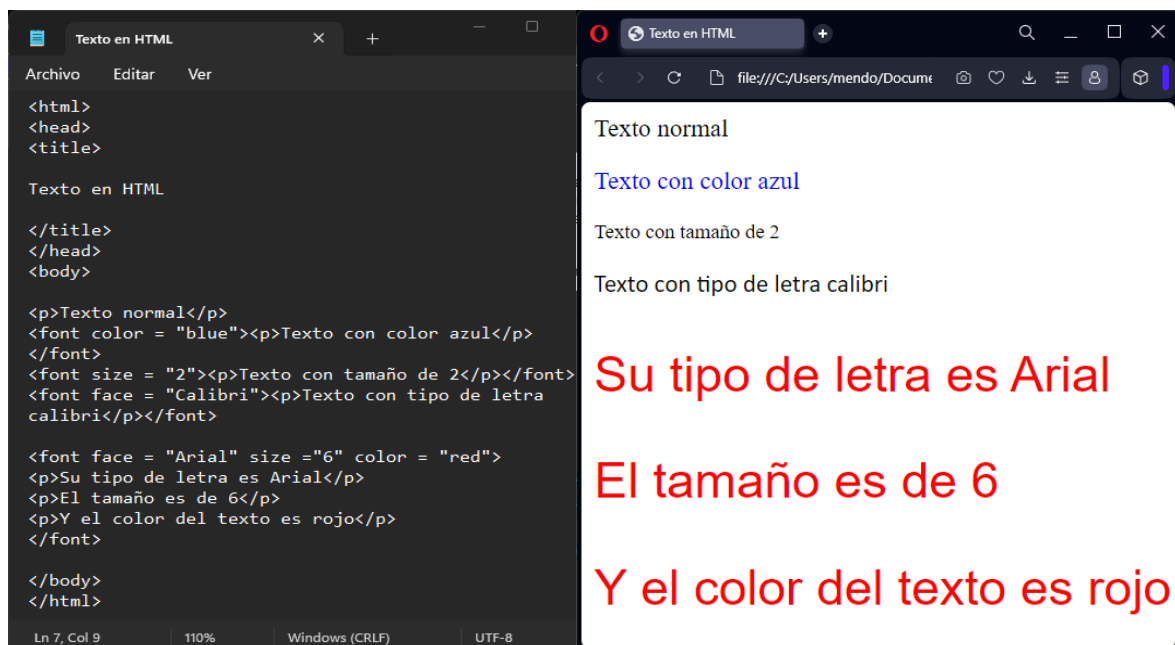 Texto en HTML
Archivo Editar Ver
<html>
<head>
<title>
Texto en HTML
</title>
</head>
<body>
<p>Texto normal</p>
<font color = "blue"><p>Texto con color azul</p>
</font>
<font size = "2"><p>Texto con tamaño de 2</p></font>
<font face = "Calibri"><p>Texto con tipo de letra
calibri</p></font>
<font face = "Arial" size ="6" color = "red">
<p>Su tipo de letra es Arial</p>
<p>El tamaño es de 6</p>
<p>Y el color del texto es rojo</p>
</font>
</body>
</html>
Ln 7, Col 9 110% Windows (CRLF) UTF-8
Texto en HTML
file:///C:/Users/mendo/Docume
Texto normal
Texto con color azul
Texto con tamaño de 2
Texto con tipo de letra calibri
Su tipo de letra es Arial
El tamaño es de 6
Y el color del texto es rojo